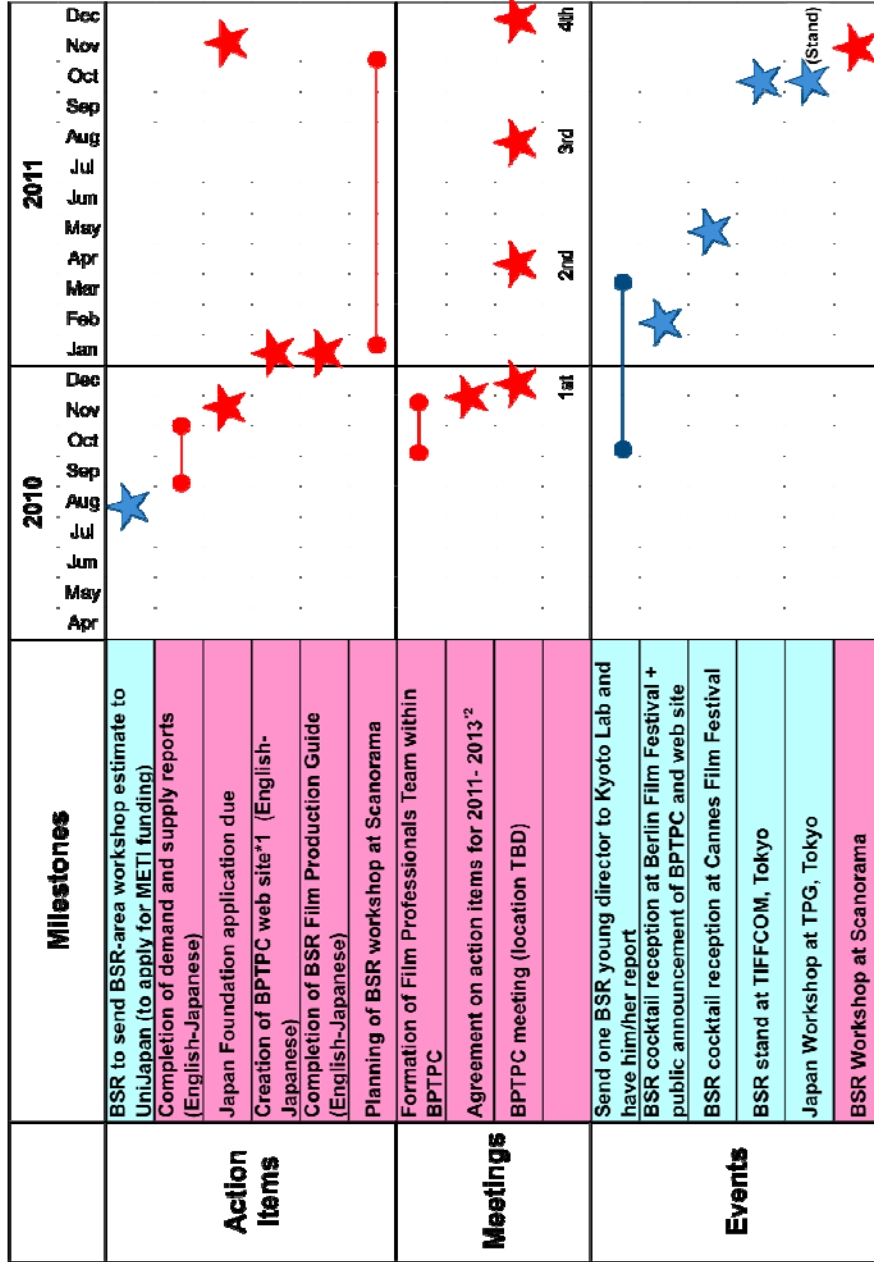 Milestones
2010
2011
Apr
May
Jun
Jul
Aug
Sep
Oct
Nov
Dec
Jan
Feb
Mar
Apr
May
Jun
Jul
Aug
Sep
Oct
Nov
Dec
Action
Items
BSR to send BSR-area workshop estimate to
UniJapan (to apply for METI funding)
Completion of demand and supply reports
(English-Japanese)
Japan Foundation application due
Creation of BPTPC web site*1 (English-
Japanese)
Completion of BSR Film Production Guide
(English-Japanese)
Planning of BSR workshop at Scanorama
Meetings
Formation of Film Professionals Team within
BPTPC
Agreement on action items for 2011- 2013*2
BPTPC meeting (location TBD)
1st
2nd
3rd
4th
Events
Send one BSR young director to Kyoto Lab and
have him/her report
BSR cocktail reception at Berlin Film Festival +
public announcement of BPTPC and web site
BSR cocktail reception at Cannes Film Festival
BSR stand at TIFFCOM, Tokyo
Japan Workshop at TPG, Tokyo
(Stand)
BSR Workshop at Scanorama